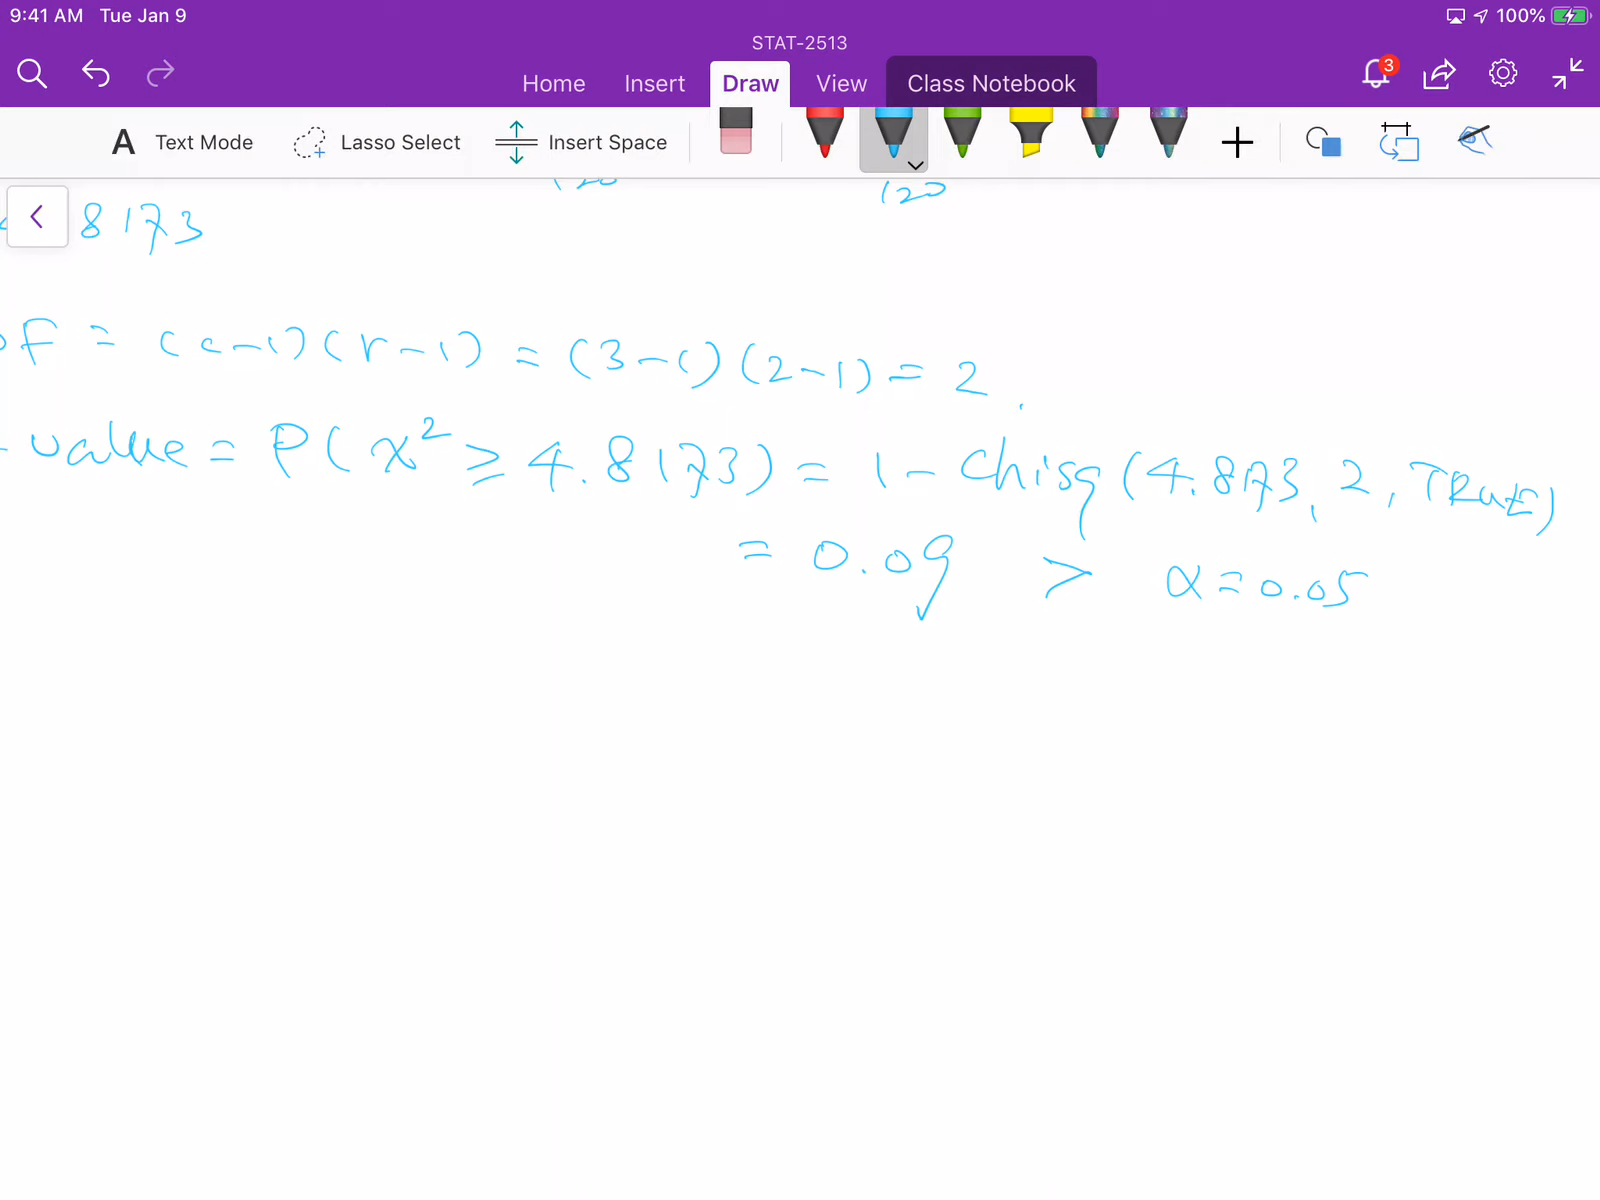 9:41 AM Tue Jan 9
100%
STAT-2513
Home Insert Draw View Class Notebook
3
A Text Mode Lasso Select Insert Space
120
8173
F = (c-1)(r-1) = (3-1)(2-1) = 2.
- value = P(x² ≥ 4.8173) = 1 - Chisq(4.8173, 2, TRUE)
= 0.09 > α = 0.05